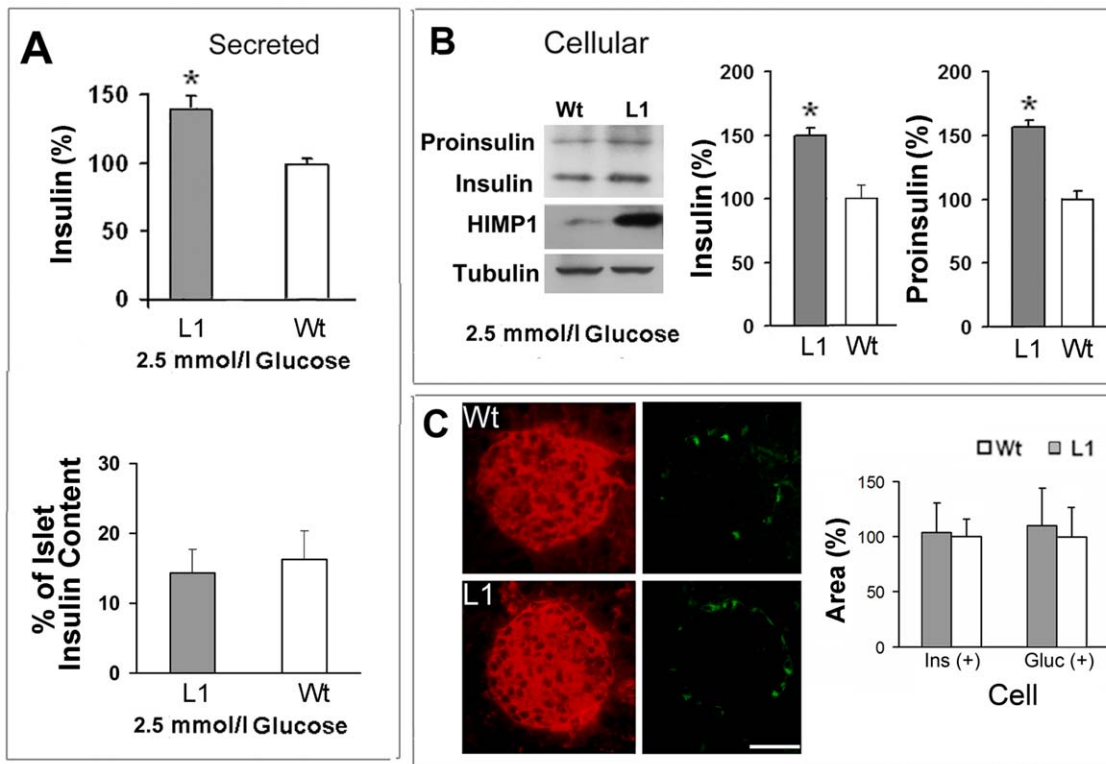 A
Secreted
*
Insulin (%)
150
100
50
0
L1 Wt
2.5 mmol/l Glucose
% of Islet
Insulin Content
30
20
10
0
L1 Wt
2.5 mmol/l Glucose
B
Cellular
Wt L1
Proinsulin
Insulin
HIMP1
Tubulin
2.5 mmol/l Glucose
*
Insulin (%)
200
150
100
50
0
L1 Wt
*
Proinsulin (%)
200
150
100
50
0
L1 Wt
C
Wt
L1
Wt L1
Area (%)
150
100
50
0
Ins (+) Gluc (+)
Cell